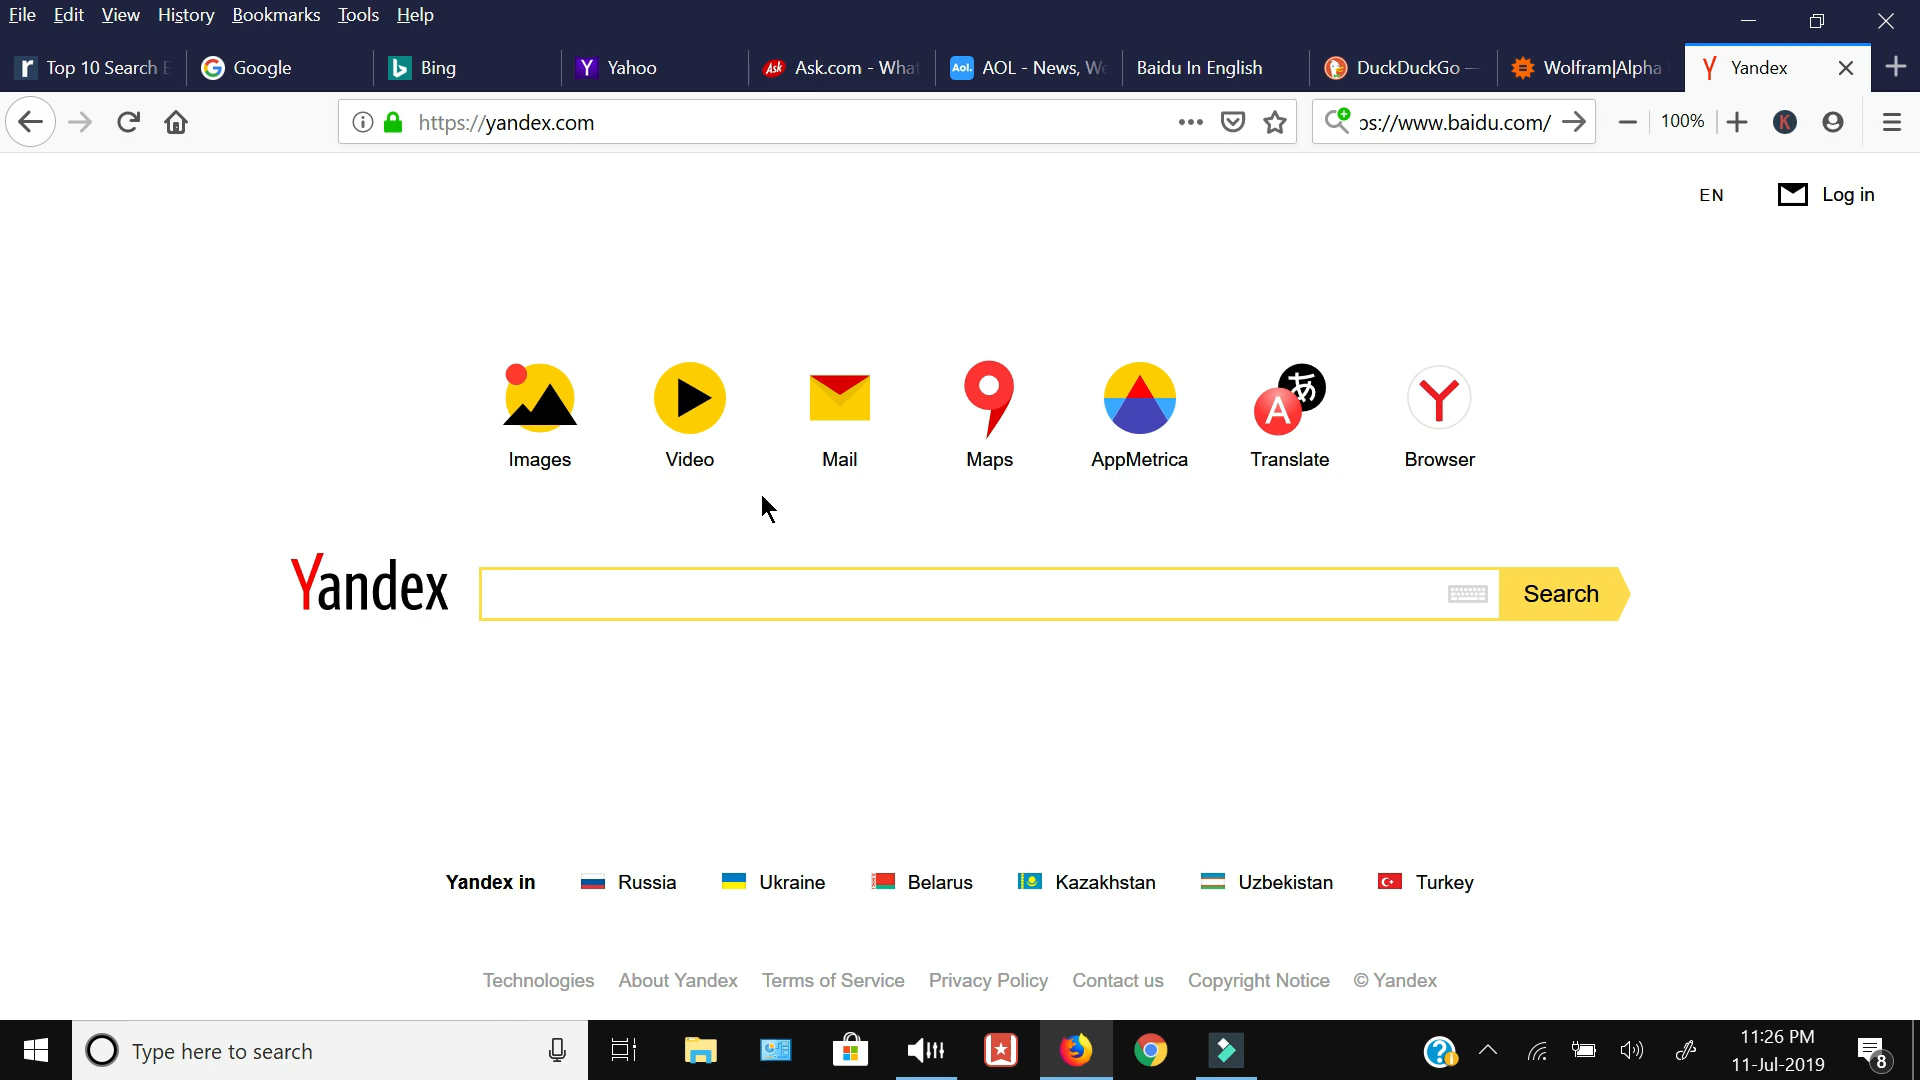 File Edit View History Bookmarks Tools Help
Top 10 Search E Google Bing Yahoo Ask.com - What AOL - News, We Baidu In English DuckDuckGo — Wolfram|Alpha Yandex
https://yandex.com ps://www.baidu.com/ 100% K
EN Log in
Images Video Mail Maps AppMetrica Translate Browser
Yandex Search
Yandex in Russia Ukraine Belarus Kazakhstan Uzbekistan Turkey
Technologies About Yandex Terms of Service Privacy Policy Contact us Copyright Notice © Yandex
Type here to search 11:26 PM
11-Jul-2019 8